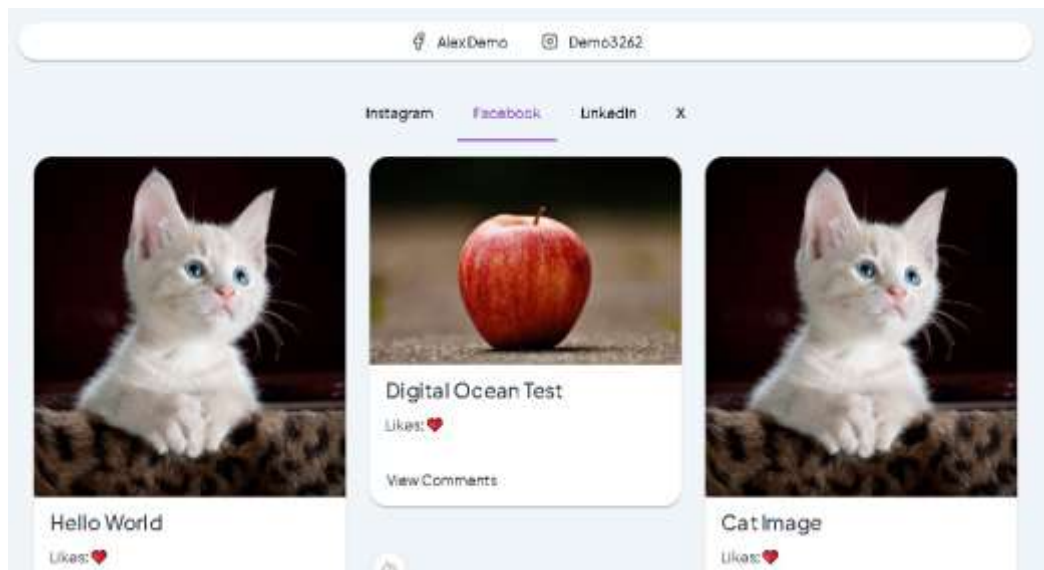 AlexDemo Demo3262
Instagram Facebook LinkedIn X
Digital Ocean Test
Likes:
View Comments
Hello World
Likes:
Cat Image
Likes: